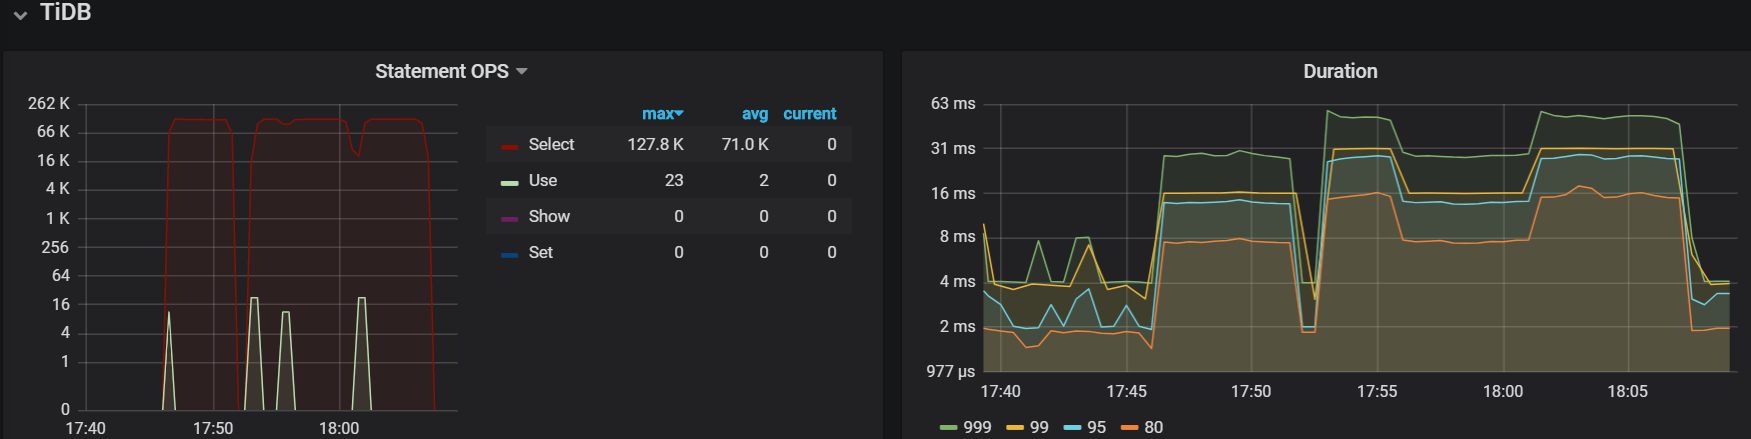 TiDB
Statement OPS
262 K
66 K
16 K
4 K
1 K
256
64
16
4
1
0
17:40 17:50 18:00
max avg current
Select 127.8 K 71.0 K 0
Use 23 2 0
Show 0 0 0
Set 0 0 0
Duration
63 ms
31 ms
16 ms
8 ms
4 ms
2 ms
977 µs
17:40 17:45 17:50 17:55 18:00 18:05
999 99 95 80